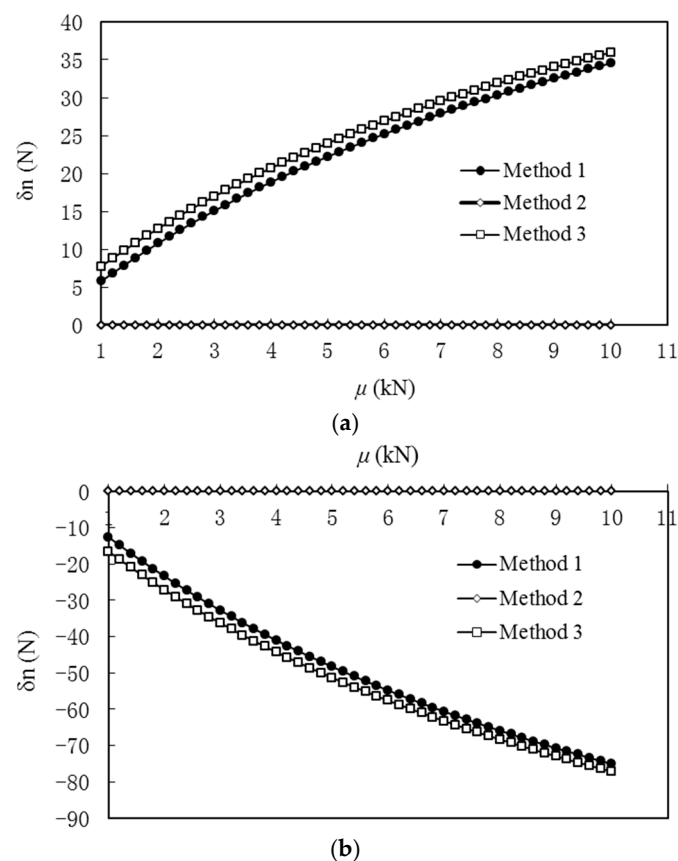 40
35
30
25
20
15
10
5
0
δn (N)
Method 1
Method 2
Method 3
1 2 3 4 5 6 7 8 9 10 11
μ (kN)
(a)
μ (kN)
0
-10
-20
-30
-40
-50
-60
-70
-80
-90
1 2 3 4 5 6 7 8 9 10 11
δn (N)
Method 1
Method 2
Method 3
(b)